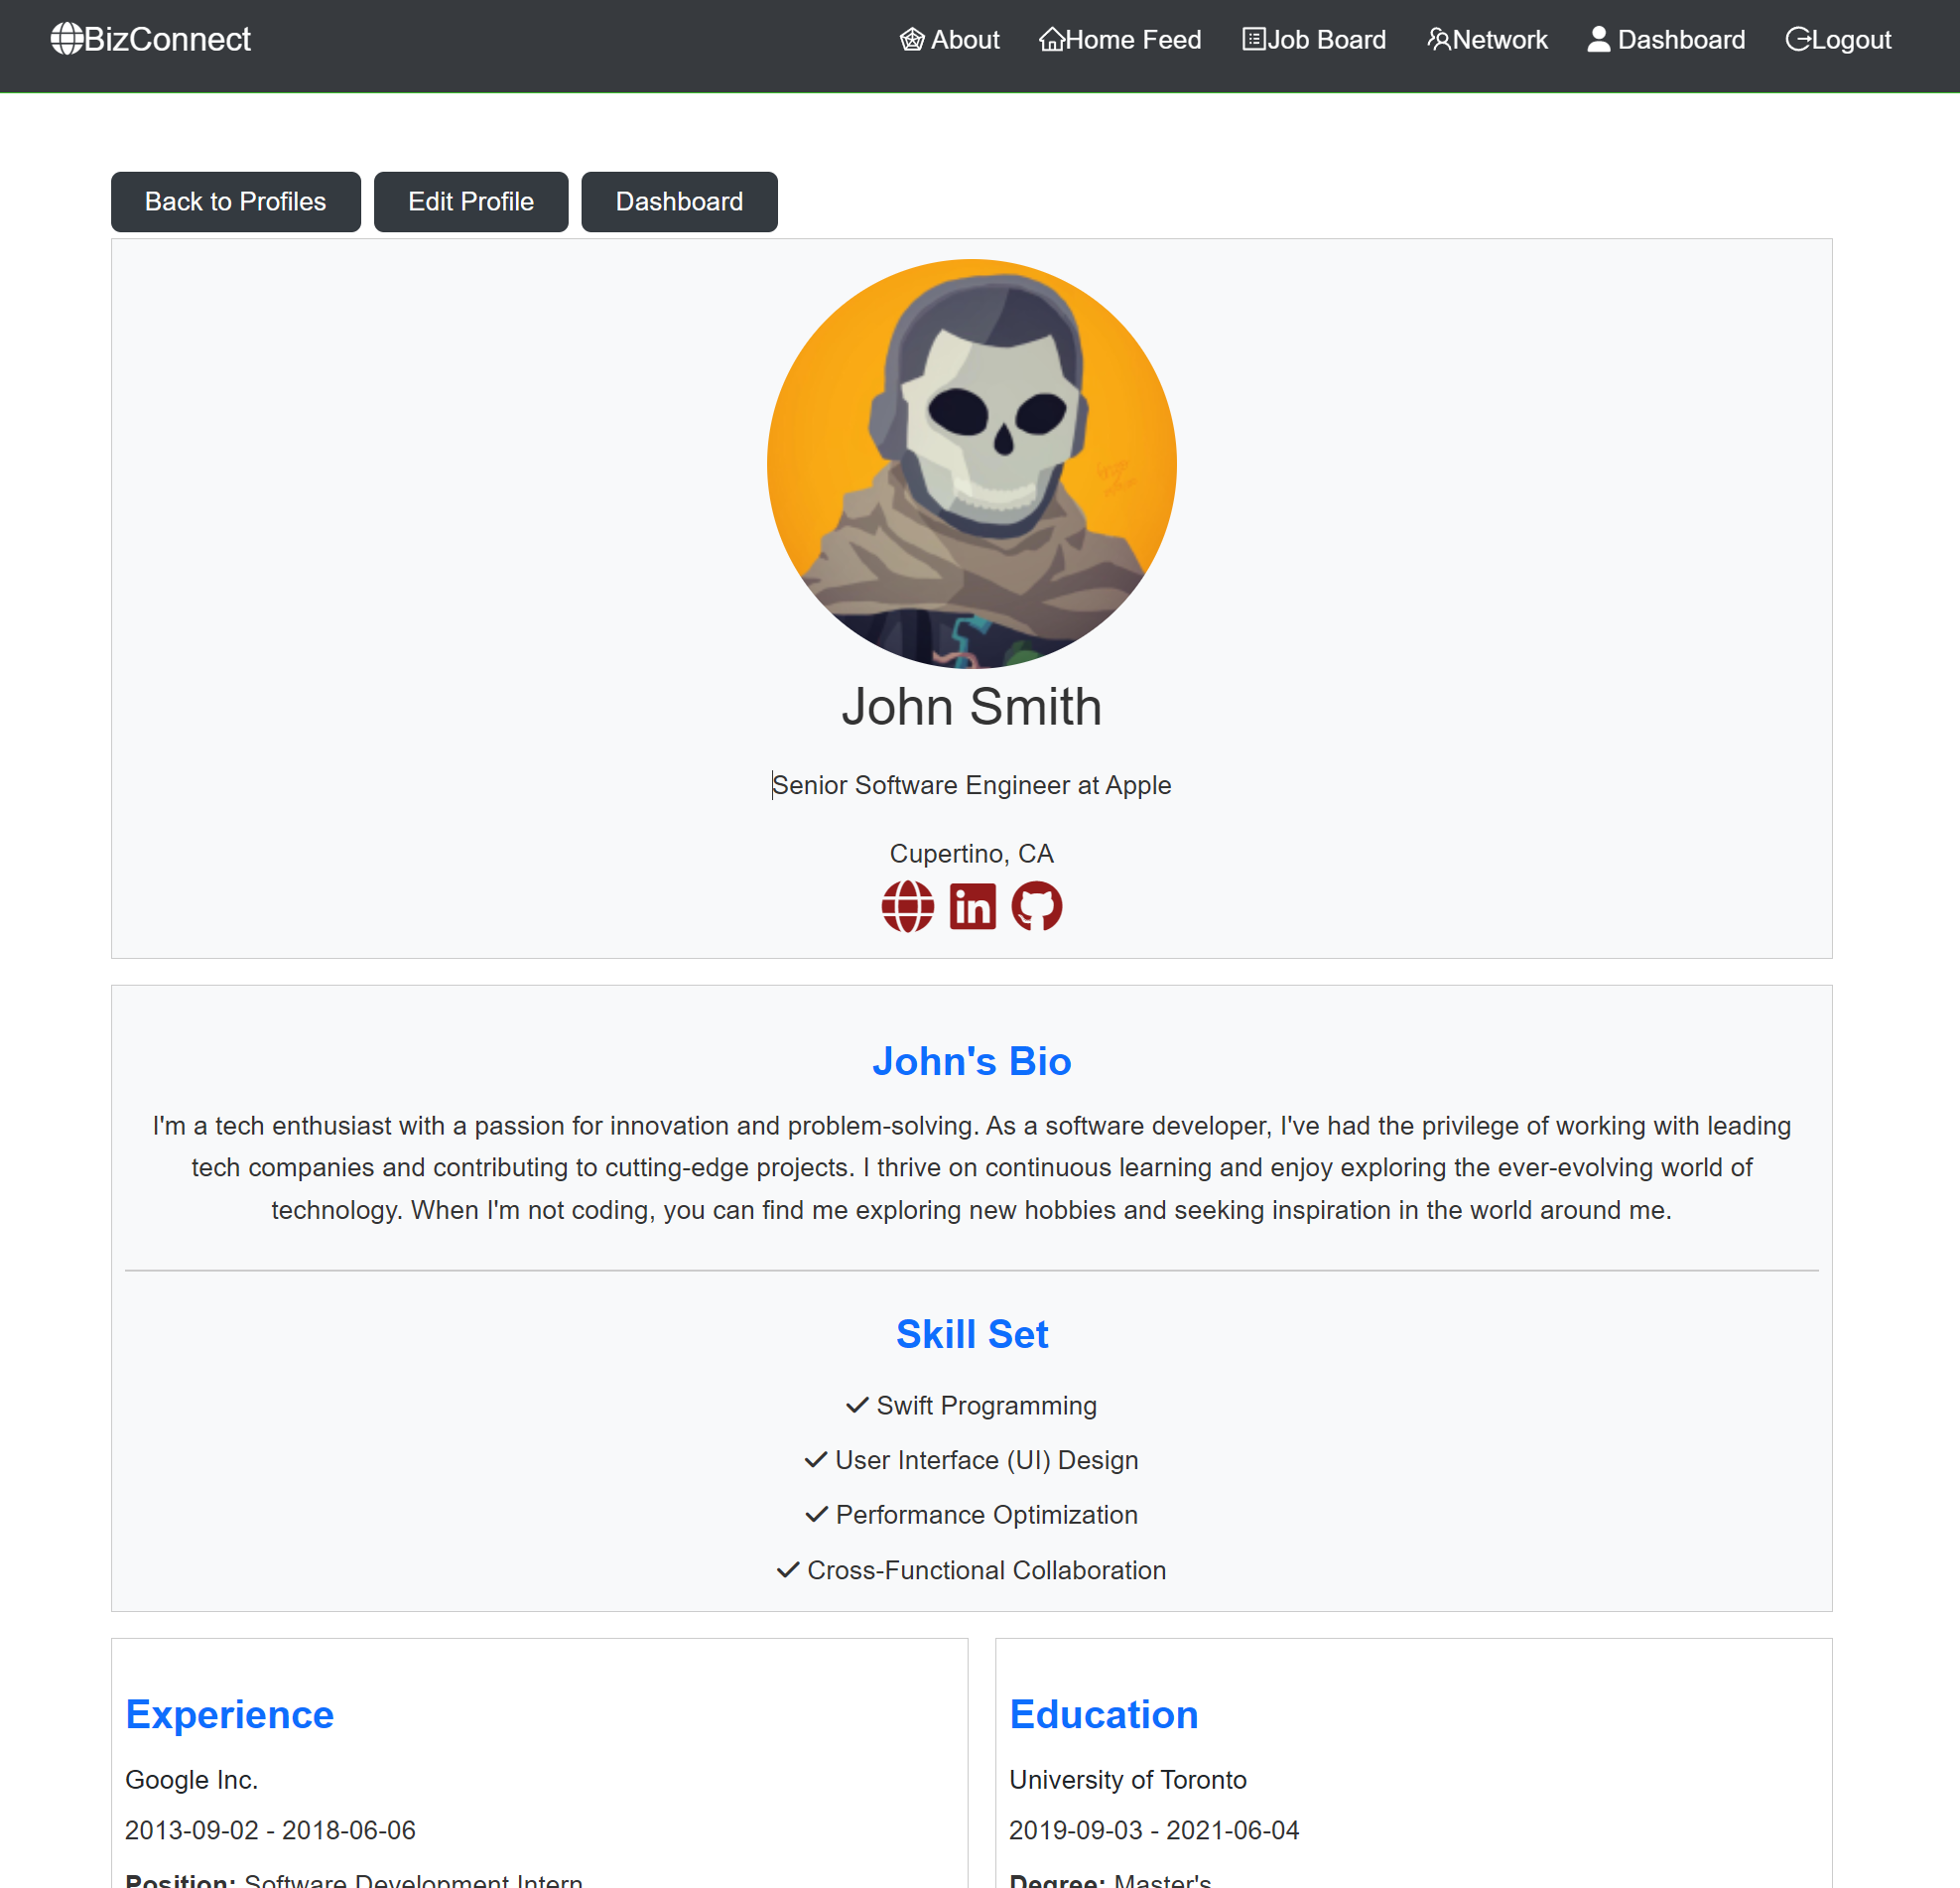 BizConnect
About Home Feed Job Board Network Dashboard Logout
Back to Profiles Edit Profile Dashboard
John Smith
Senior Software Engineer at Apple
Cupertino, CA
in
John's Bio
I'm a tech enthusiast with a passion for innovation and problem-solving. As a software developer, I've had the privilege of working with leading
tech companies and contributing to cutting-edge projects. I thrive on continuous learning and enjoy exploring the ever-evolving world of
technology. When I'm not coding, you can find me exploring new hobbies and seeking inspiration in the world around me.
Skill Set
Swift Programming
User Interface (UI) Design
Performance Optimization
Cross-Functional Collaboration
Experience
Google Inc.
2013-09-02 - 2018-06-06
Position: Software Development Intern
Education
University of Toronto
2019-09-03 - 2021-06-04
Degree: Master's